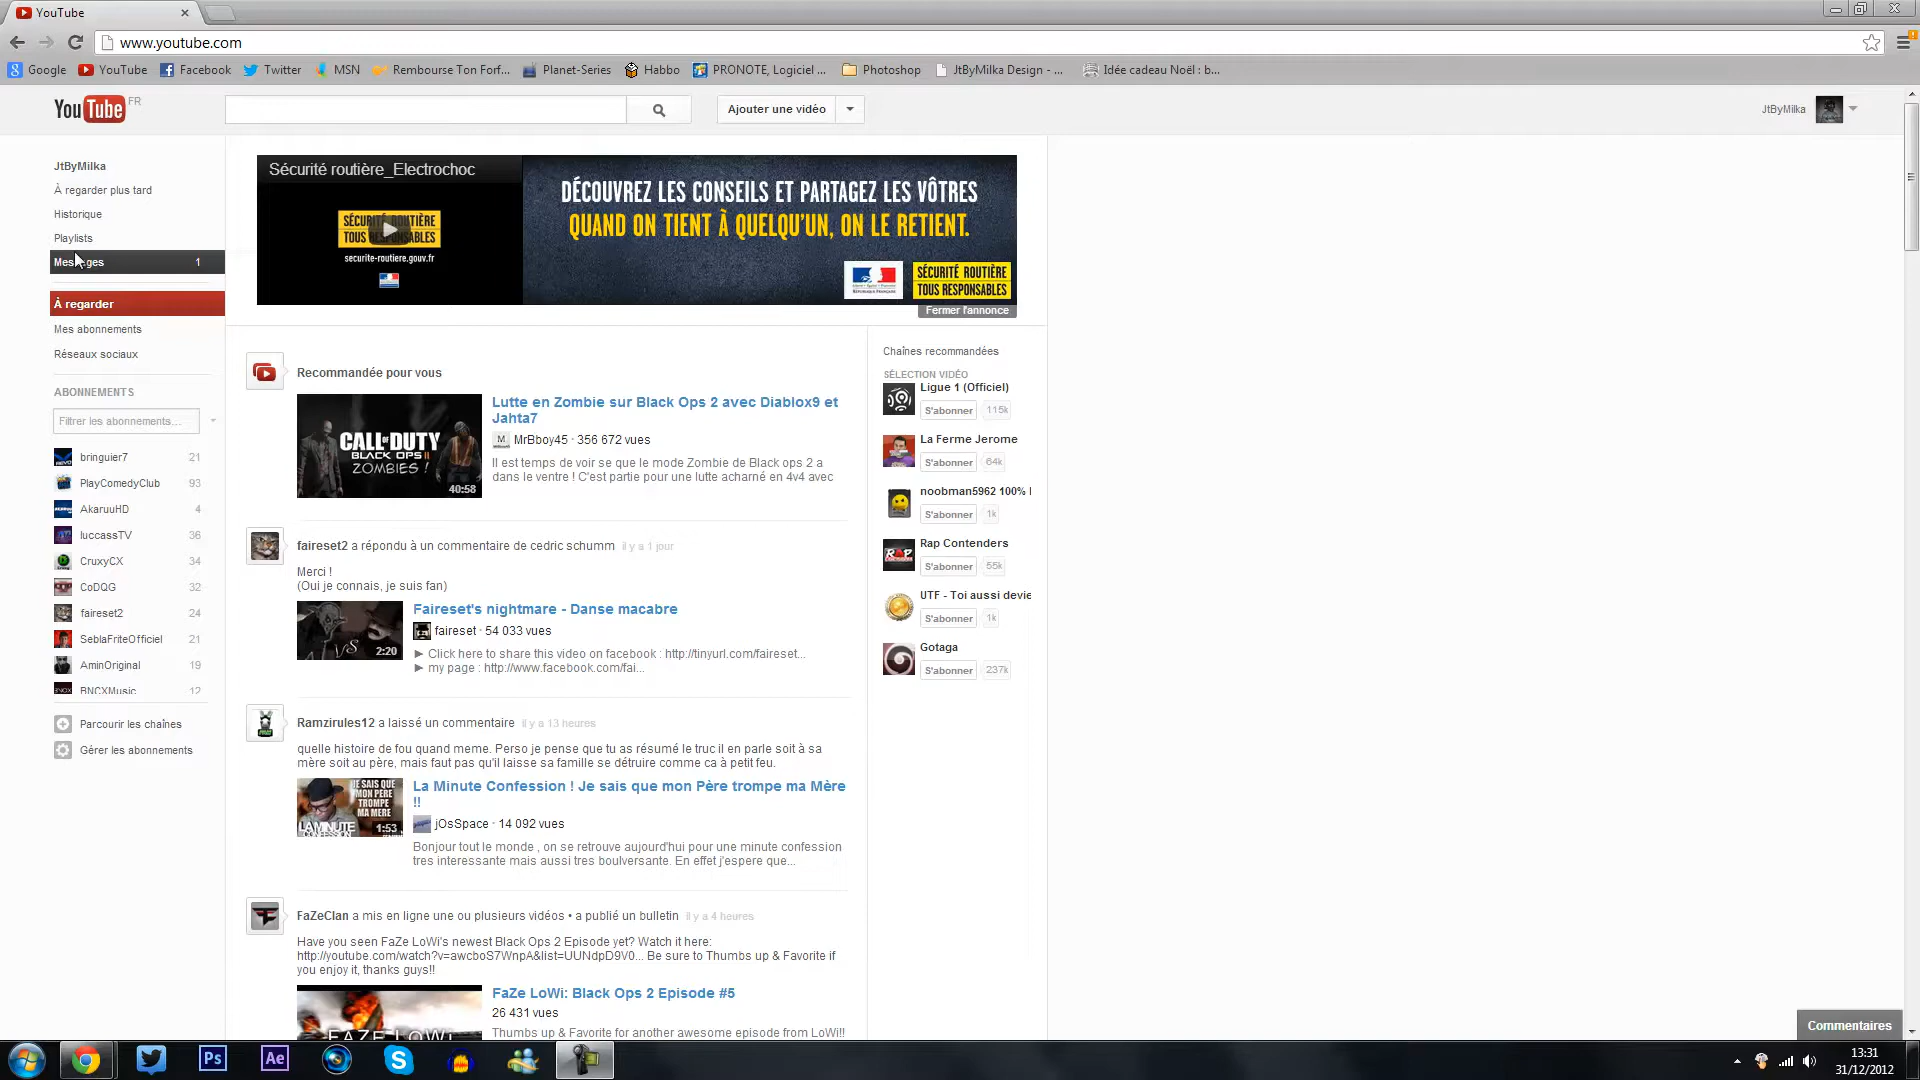 YouTube
www.youtube.com
Google YouTube Facebook Twitter MSN Rembourse Ton Forf... Planet-Series Habbo PRONOTE, Logiciel ... Photoshop JtByMilka Design - ... Idée cadeau Noël : b...
YouTube FR
Ajouter une vidéo
JtByMilka
JtByMilka
À regarder plus tard
Historique
Playlists
Messages 1
À regarder
Mes abonnements
Réseaux sociaux
ABONNEMENTS
Filtrer les abonnements...
bringuier7 21
PlayComedyClub 93
AkaruuHD 4
luccassTV 36
CruxyCX 34
CoDQG 32
faireset2 24
SeblaFriteOfficiel 21
AminOriginal 19
BNCXMusic 12
Parcourir les chaînes
Gérer les abonnements
Sécurité routière_Electrochoc
SÉCURITÉ ROUTIÈRE
TOUS RESPONSABLES
securite-routiere.gouv.fr
DÉCOUVREZ LES CONSEILS ET PARTAGEZ LES VÔTRES
QUAND ON TIENT À QUELQU'UN, ON LE RETIENT.
SÉCURITÉ ROUTIÈRE
TOUS RESPONSABLES
Fermer l'annonce
Recommandée pour vous
CALL OF DUTY
BLACK OPS II
ZOMBIES !
40:58
Lutte en Zombie sur Black Ops 2 avec Diablox9 et
Jahta7
M MrBboy45 · 356 672 vues
Il est temps de voir se que le mode Zombie de Black ops 2 a
dans le ventre ! C'est partie pour une lutte acharné en 4v4 avec
faireset2 a répondu à un commentaire de cedric schumm il y a 1 jour
Merci !
(Oui je connais, je suis fan)
VS 2:20
Faireset's nightmare - Danse macabre
faireset · 54 033 vues
► Click here to share this video on facebook : http://tinyurl.com/faireset...
► my page : http://www.facebook.com/fai...
Ramzirules12 a laissé un commentaire il y a 13 heures
quelle histoire de fou quand meme. Perso je pense que tu as résumé le truc il en parle soit à sa
mère soit au père, mais faut pas qu'il laisse sa famille se détruire comme ca à petit feu.
JE SAIS QUE
MON PERE
TROMPE
MA MERE
LA MINUTE
CONFESSION
1:53
La Minute Confession ! Je sais que mon Père trompe ma Mère
!!
jOsSpace · 14 092 vues
Bonjour tout le monde , on se retrouve aujourd'hui pour une minute confession
tres interessante mais aussi tres boulversante. En effet j'espere que...
FaZeClan a mis en ligne une ou plusieurs vidéos • a publié un bulletin il y a 4 heures
Have you seen FaZe LoWi's newest Black Ops 2 Episode yet? Watch it here:
http://youtube.com/watch?v=awcboS7WnpA&list=UUNdpD9V0... Be sure to Thumbs up & Favorite if
you enjoy it, thanks guys!!
FAZE LOWi
FaZe LoWi: Black Ops 2 Episode #5
26 431 vues
Thumbs up & Favorite for another awesome episode from LoWi!!
Chaînes recommandées
SÉLECTION VIDÉO
Ligue 1 (Officiel)
S'abonner 115k
La Ferme Jerome
S'abonner 64k
noobman5962 100%
S'abonner 1k
Rap Contenders
S'abonner 55k
UTF - Toi aussi devie
S'abonner 1k
Gotaga
S'abonner 237k
Commentaires
Ps Ae
13:31
31/12/2012